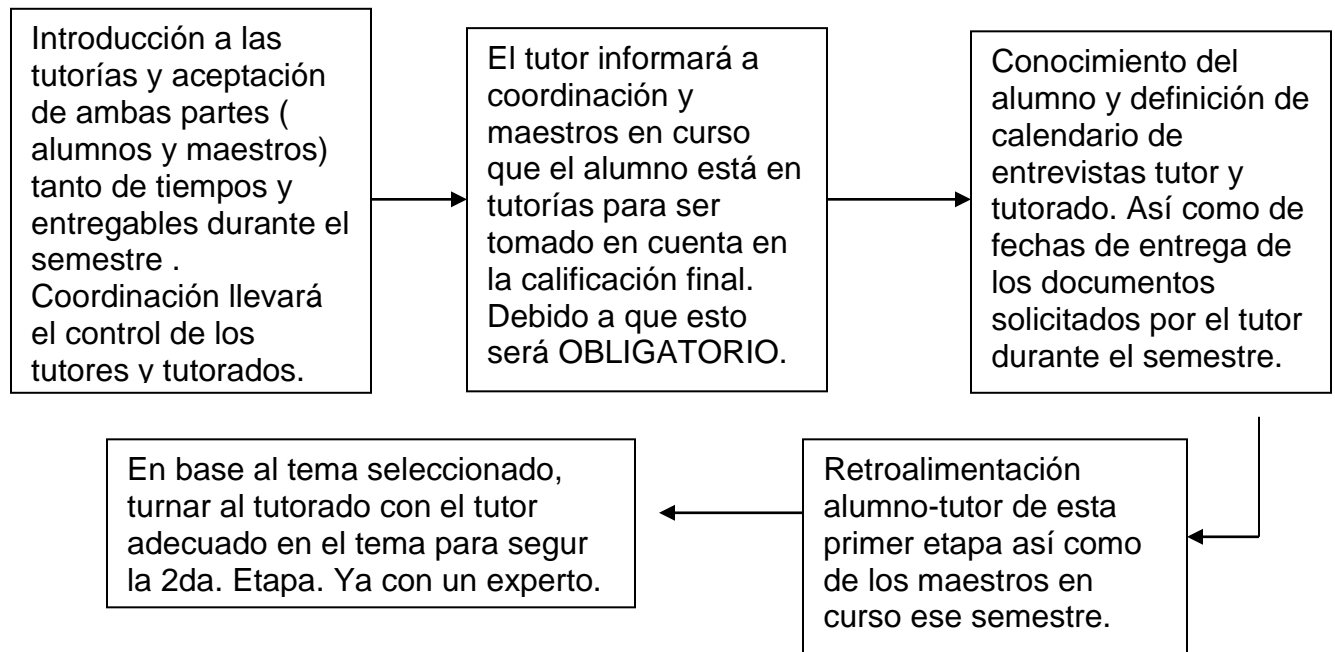 Introducción a las
tutorías y aceptación
de ambas partes (
alumnos y maestros)
tanto de tiempos y
entregables durante el
semestre .
Coordinación llevará
el control de los
tutores y tutorados.
El tutor informará a
coordinación y
maestros en curso
que el alumno está en
tutorías para ser
tomado en cuenta en
la calificación final.
Debido a que esto
será OBLIGATORIO.
Conocimiento del
alumno y definición de
calendario de
entrevistas tutor y
tutorado. Así como de
fechas de entrega de
los documentos
solicitados por el tutor
durante el semestre.
Retroalimentación
alumno-tutor de esta
primer etapa así como
de los maestros en
curso ese semestre.
En base al tema seleccionado,
turnar al tutorado con el tutor
adecuado en el tema para segur
la 2da. Etapa. Ya con un experto.